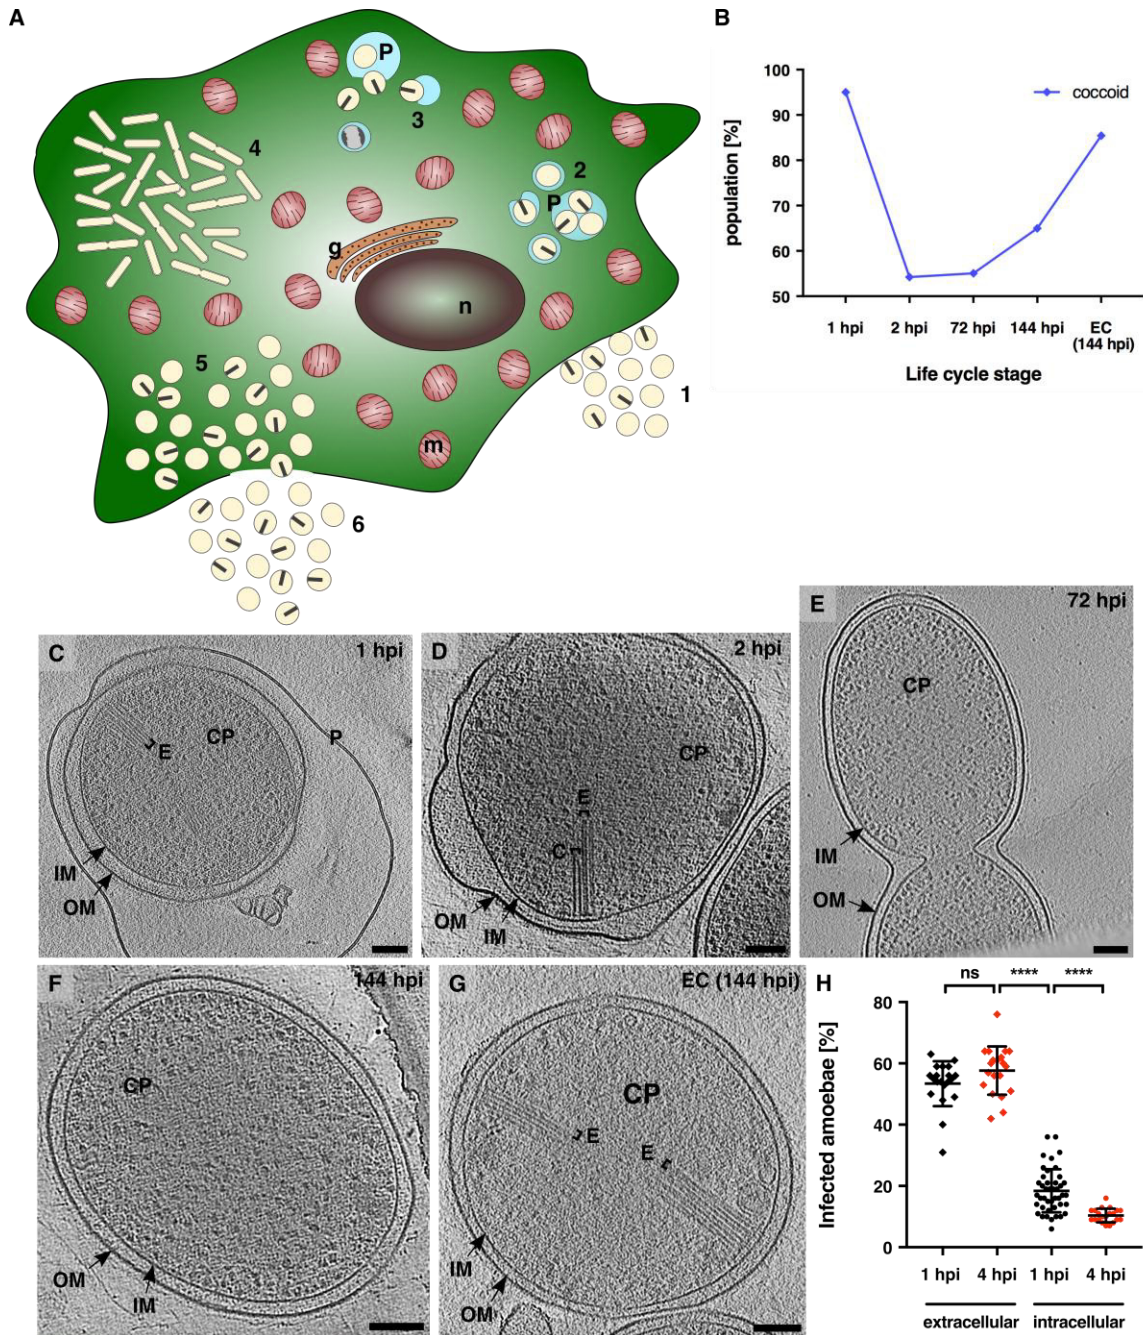 A
P
3
4
2
P
g
n
5
1
m
6
B
100
90
80
70
60
50
population [%]
coccoid
1 hpi 2 hpi 72 hpi 144 hpi EC
(144 hpi)
Life cycle stage
C 1 hpi
E CP P
IM
OM
D 2 hpi
CP
E
C
OM IM
E 72 hpi
CP
IM
OM
F 144 hpi
CP
OM IM
G EC (144 hpi)
CP
E E
IM
OM
H
ns **** ****
80
60
40
20
0
Infected amoebae [%]
1 hpi 4 hpi 1 hpi 4 hpi
extracellular intracellular